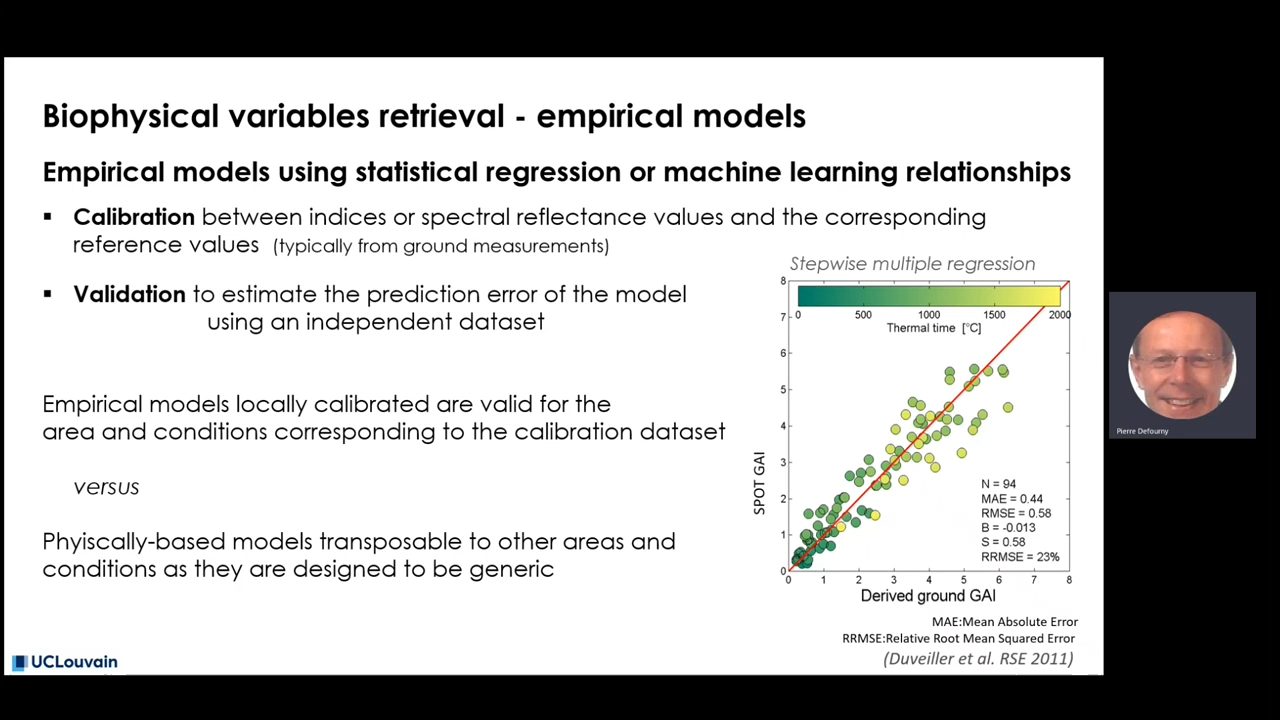 Biophysical variables retrieval - empirical models
Empirical models using statistical regression or machine learning relationships
▪ Calibration between indices or spectral reflectance values and the corresponding
reference values (typically from ground measurements)
▪ Validation to estimate the prediction error of the model
using an independent dataset
Empirical models locally calibrated are valid for the
area and conditions corresponding to the calibration dataset
versus
Phyiscally-based models transposable to other areas and
conditions as they are designed to be generic
Stepwise multiple regression
8
7
6
5
4
3
2
1
0
0 500 1000 1500 2000
Thermal time [°C]
SPOT GAI
N = 94
MAE = 0.44
RMSE = 0.58
B = -0.013
S = 0.58
RRMSE = 23%
0 1 2 3 4 5 6 7 8
Derived ground GAI
MAE:Mean Absolute Error
RRMSE:Relative Root Mean Squared Error
(Duveiller et al. RSE 2011)
UCLouvain
Pierre Defourny